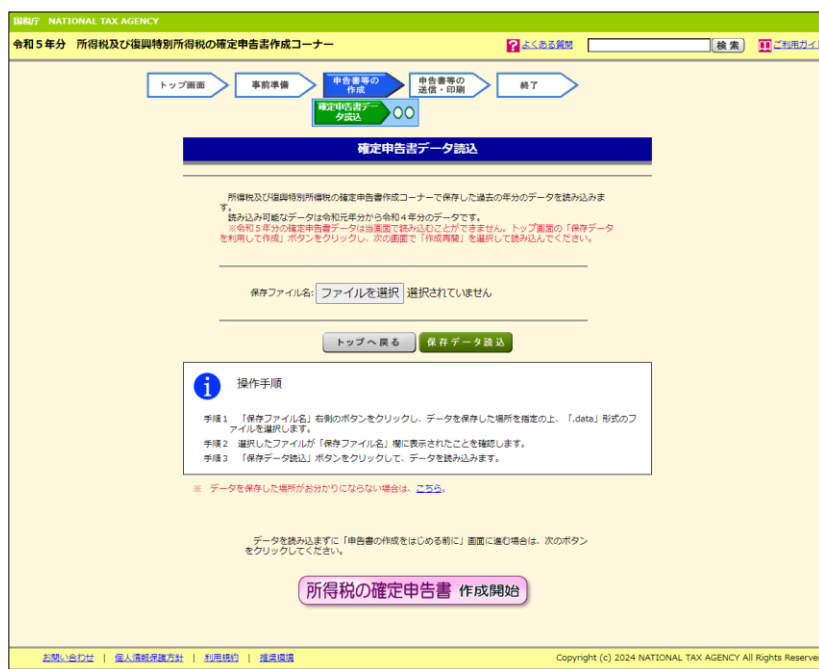 国税庁 NATIONAL TAX AGENCY
令和5年分 所得税及び復興特別所得税の確定申告書作成コーナー
? よくある質問
検索
ご利用ガイド
トップ画面
事前準備
申告書等の
作成
申告書等の
送信・印刷
終了
確定申告書デー
タ読込
確定申告書データ読込
所得税及び復興特別所得税の確定申告書作成コーナーで保存した過去の年分のデータを読み込みま
す。
読み込み可能なデータは令和元年分から令和4年分のデータです。
※令和5年分の確定申告書データは当画面で読み込むことができません。トップ画面の「保存データ
を利用して作成」ボタンをクリックし、次の画面で「作成再開」を選択して読み込んでください。
保存ファイル名: ファイルを選択 選択されていません
トップへ戻る
保存データ読込
i 操作手順
手順1 「保存ファイル名」右側のボタンをクリックし、データを保存した場所を指定の上、「.data」形式のフ
ァイルを選択します。
手順2 選択したファイルが「保存ファイル名」欄に表示されたことを確認します。
手順3 「保存データ読込」ボタンをクリックして、データを読み込みます。
※ データを保存した場所がお分かりにならない場合は、こちら。
データを読み込まずに「申告書の作成をはじめる前に」画面に進む場合は、次のボタン
をクリックしてください。
所得税の確定申告書 作成開始
お問い合わせ | 個人情報保護方針 | 利用規約 | 推奨環境
Copyright (c) 2024 NATIONAL TAX AGENCY All Rights Reserve